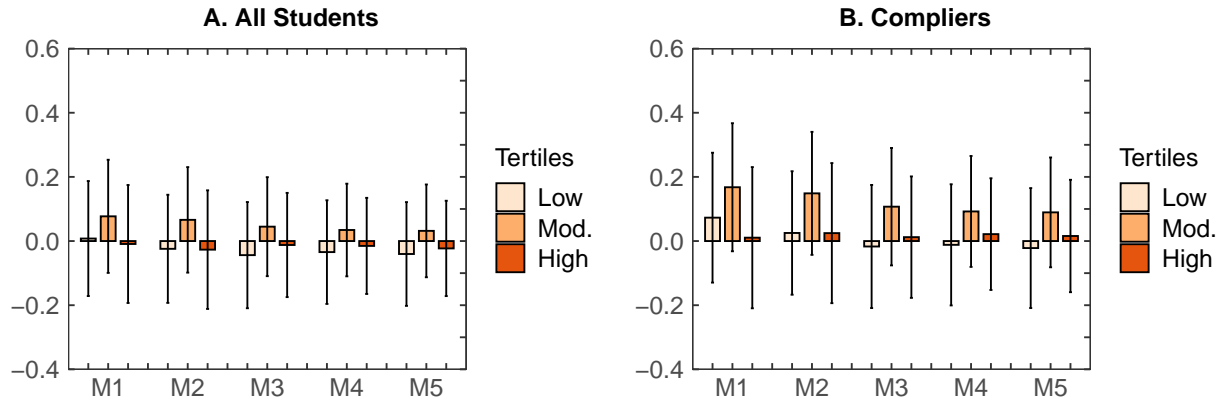 A. All Students
0.6
0.4
0.2
0.0
−0.2
−0.4
M1 M2 M3 M4 M5
Tertiles
Low
Mod.
High
B. Compliers
0.6
0.4
0.2
0.0
−0.2
−0.4
M1 M2 M3 M4 M5
Tertiles
Low
Mod.
High